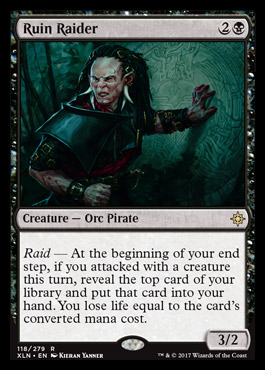 Ruin Raider 2
Creature — Orc Pirate
Raid — At the beginning of your end
step, if you attacked with a creature
this turn, reveal the top card of your
library and put that card into your
hand. You lose life equal to the card's
converted mana cost.
3/2
118/279 R
XLN • EN Kieran Yanner
™ & © 2017 Wizards of the Coast